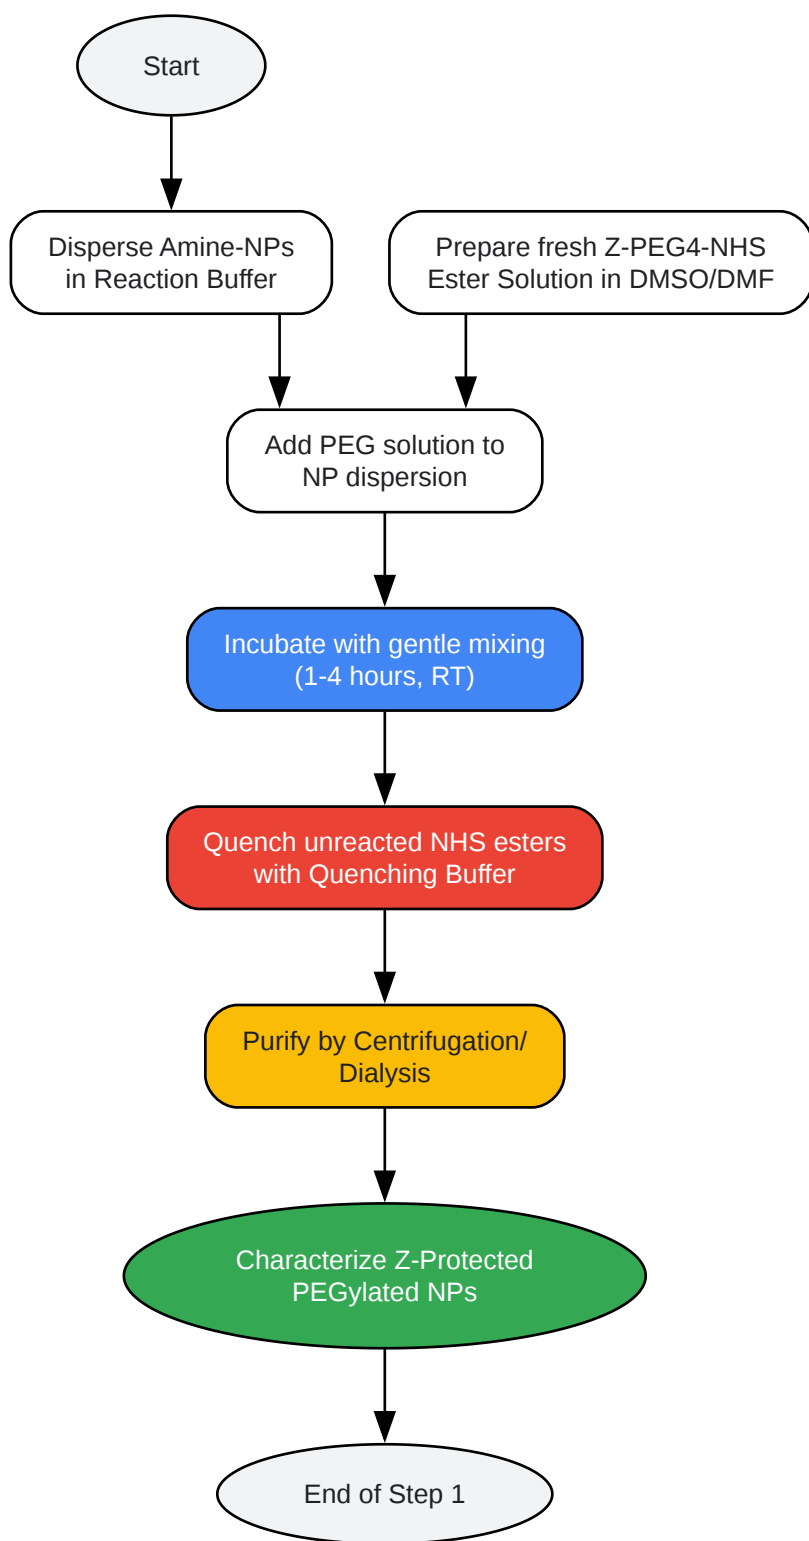 Start
Disperse Amine-NPs
in Reaction Buffer
Prepare fresh Z-PEG4-NHS
Ester Solution in DMSO/DMF
Add PEG solution to
NP dispersion
Incubate with gentle mixing
(1-4 hours, RT)
Quench unreacted NHS esters
with Quenching Buffer
Purify by Centrifugation/
Dialysis
Characterize Z-Protected
PEGylated NPs
End of Step 1